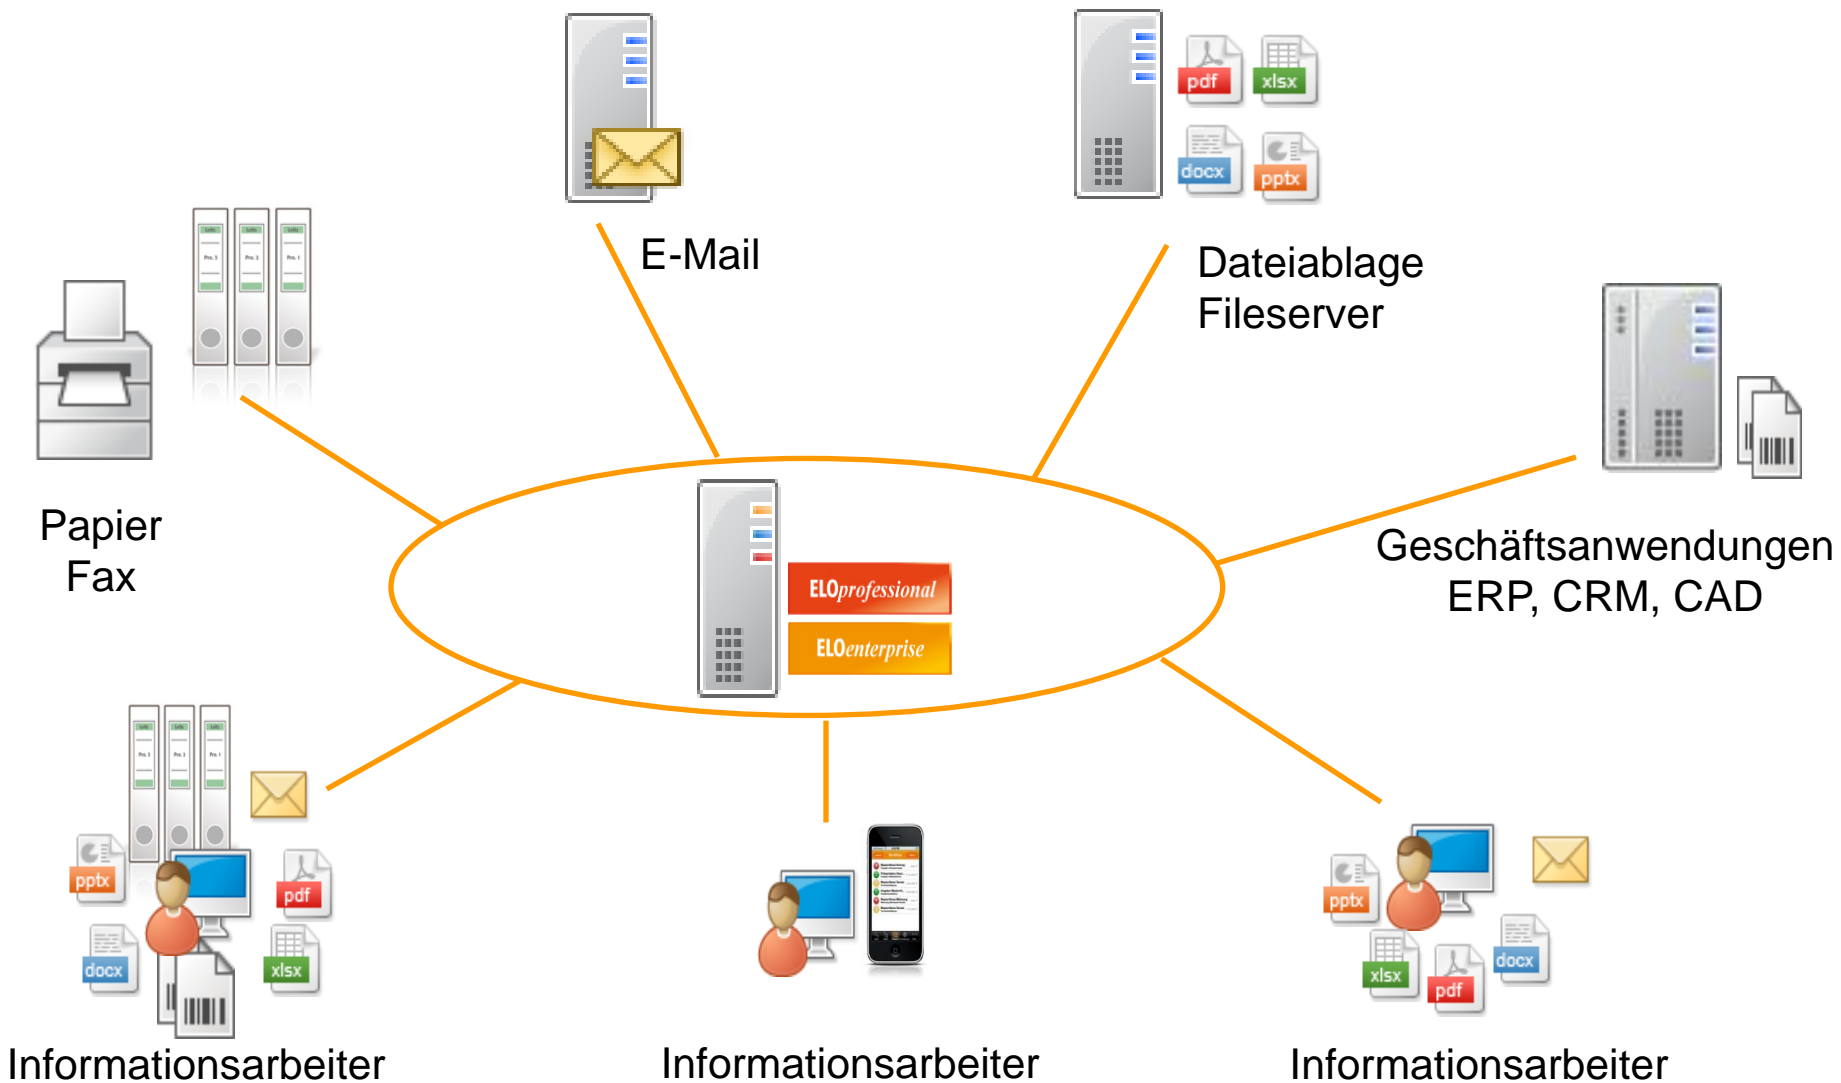 pdf
xlsx
docx
pptx
E-Mail
Dateiablage
Fileserver
Papier
Fax
Geschäftsanwendungen
ERP, CRM, CAD
ELOprofessional
ELOenterprise
pptx
pdf
docx
xlsx
Informationsarbeiter
Informationsarbeiter
pptx
xlsx
pdf
docx
Informationsarbeiter